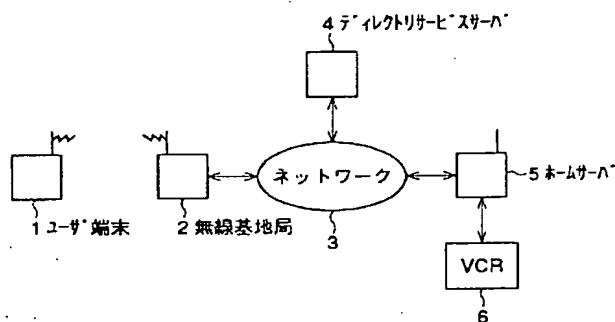 4 ディレクトリサービスサーバ
ネットワーク
5 ホームサーバ
1 ユーザ端末
2 無線基地局
3
VCR
6